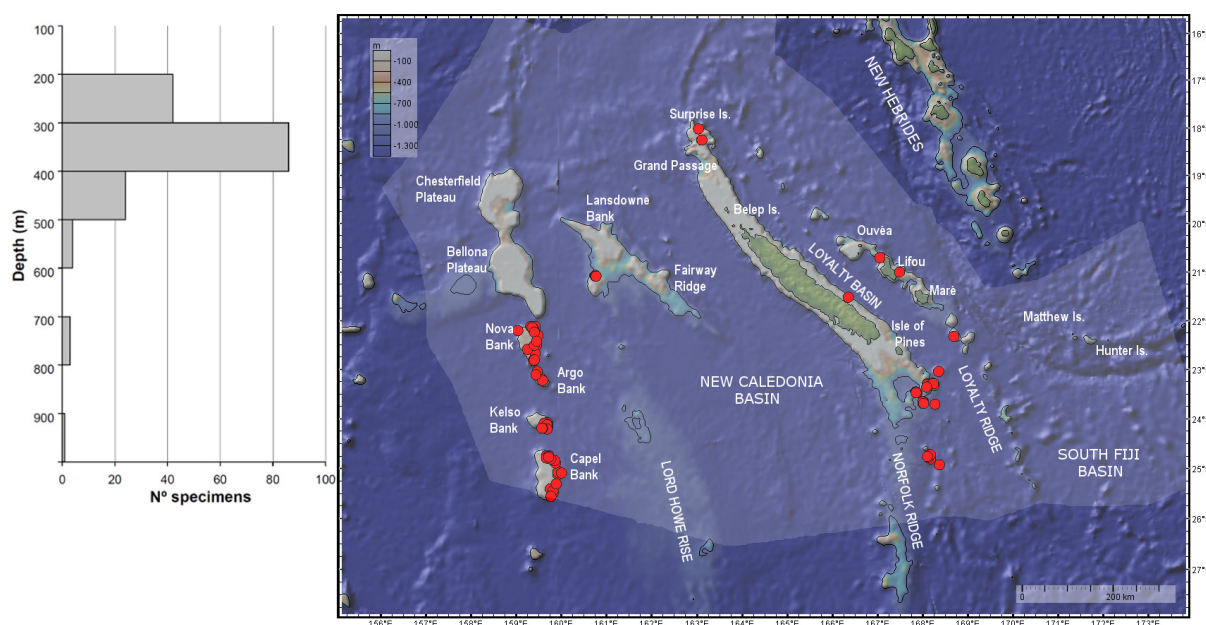 100
200
300
400
500
600
700
800
900
Depth (m)
0 20 40 60 80 100
Nº specimens
m
-100
-400
-700
-1.000
-1.300
Surprise Is.
Grand Passage
Chesterfield
Plateau
Lansdowne
Bank
Belep Is.
Bellona
Plateau
Fairway
Ridge
NEW HEBRIDES
Ouvéa
Lifou
Maré
LOYALTY BASIN
Isle of
Pines
Matthew Is.
Hunter Is.
Nova
Bank
Argo
Bank
Kelso
Bank
Capel
Bank
NEW CALEDONIA
BASIN
LOYALTY RIDGE
SOUTH FIJI
BASIN
LORD HOWE RISE
NORFOLK RIDGE
0 200 km
16°S
17°S
18°S
19°S
20°S
21°S
22°S
23°S
24°S
25°S
26°S
27°S
156°E 157°E 158°E 159°E 160°E 161°E 162°E 163°E 164°E 165°E 166°E 167°E 168°E 169°E 170°E 171°E 172°E 173°E